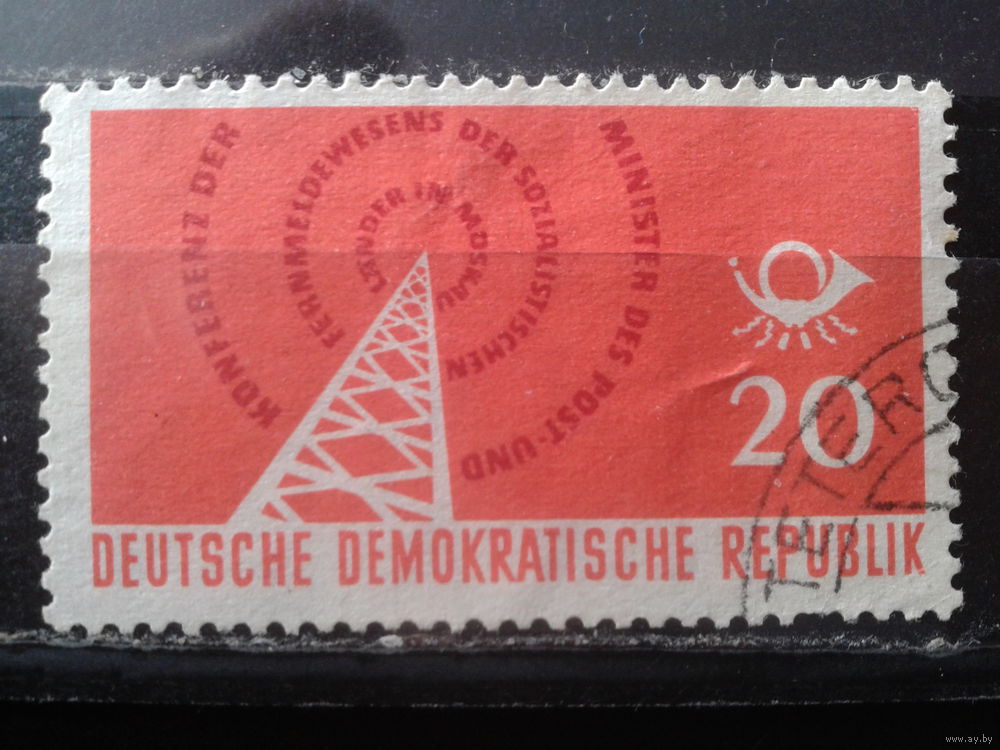 KONFERENZ DER
MINISTER DES POST-UND
FERNMELDEWESENS DER SOZIALISTISCHEN
LÄNDER IN MOSKAU
20
DEUTSCHE DEMOKRATISCHE REPUBLIK
TETERO
www.ay.by